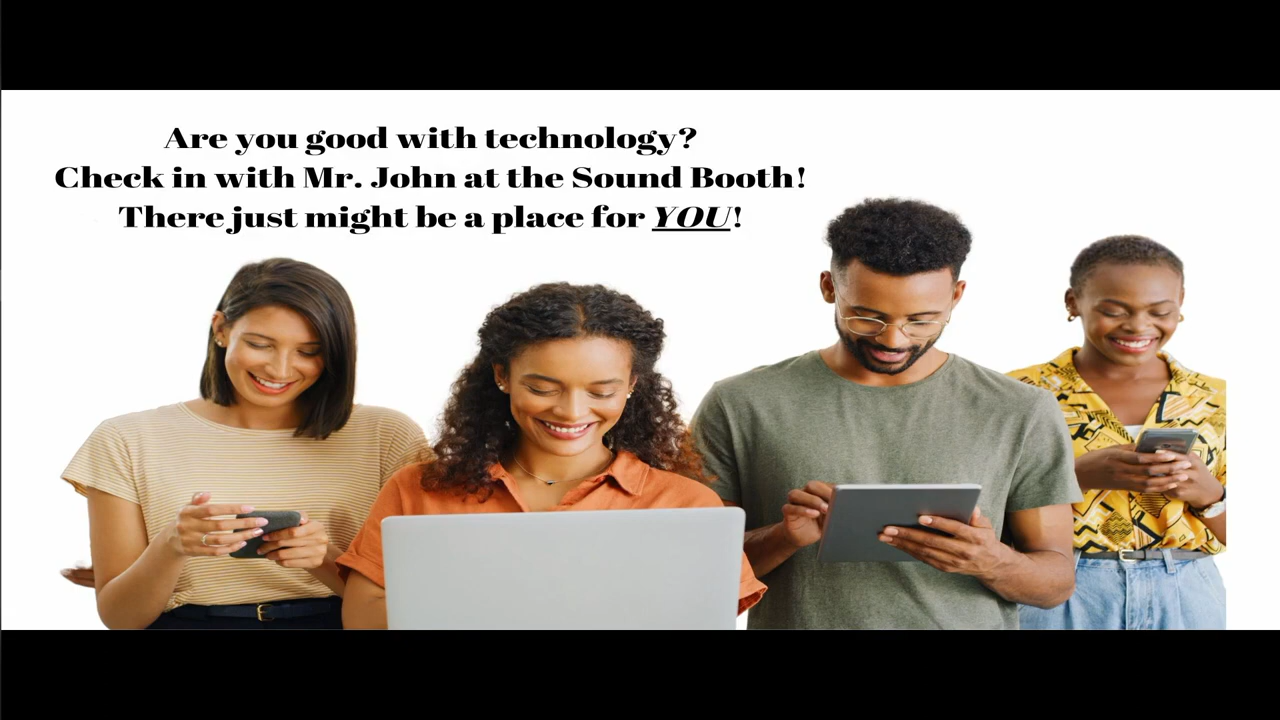 Are you good with technology?
Check in with Mr. John at the Sound Booth!
There just might be a place for YOU!